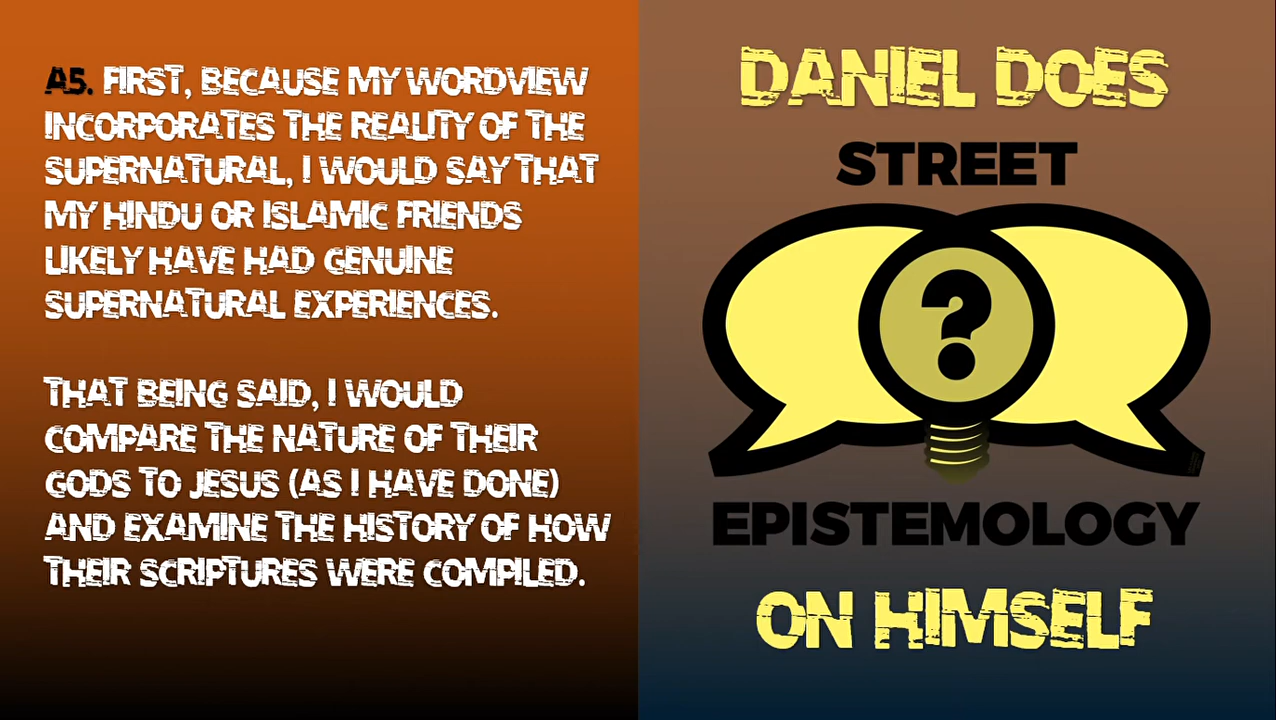 A5. FIRST, BECAUSE MY WORDVIEW
INCORPORATES THE REALITY OF THE
SUPERNATURAL, I WOULD SAY THAT
MY HINDU OR ISLAMIC FRIENDS
LIKELY HAVE HAD GENUINE
SUPERNATURAL EXPERIENCES.
THAT BEING SAID, I WOULD
COMPARE THE NATURE OF THEIR
GODS TO JESUS (AS I HAVE DONE)
AND EXAMINE THE HISTORY OF HOW
THEIR SCRIPTURES WERE COMPILED.
DANIEL DOES
STREET
?
EPISTEMOLOGY
ON HIMSELF